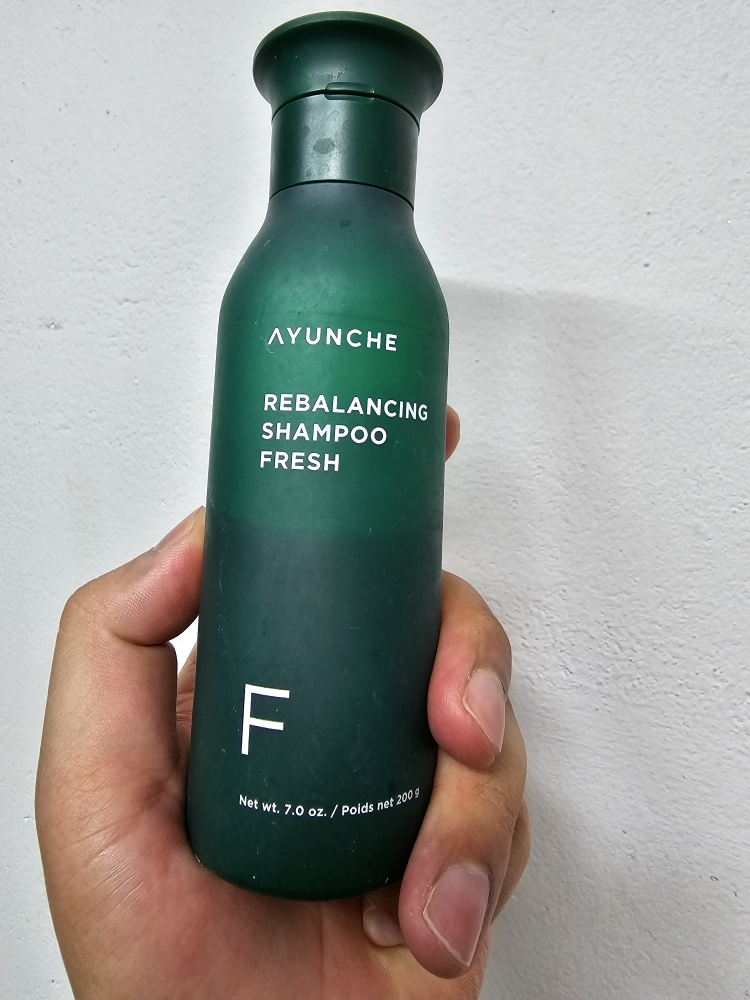 AYUNCHE
REBALANCING
SHAMPOO
FRESH
F
Net wt. 7.0 oz. / Poids net 200 g